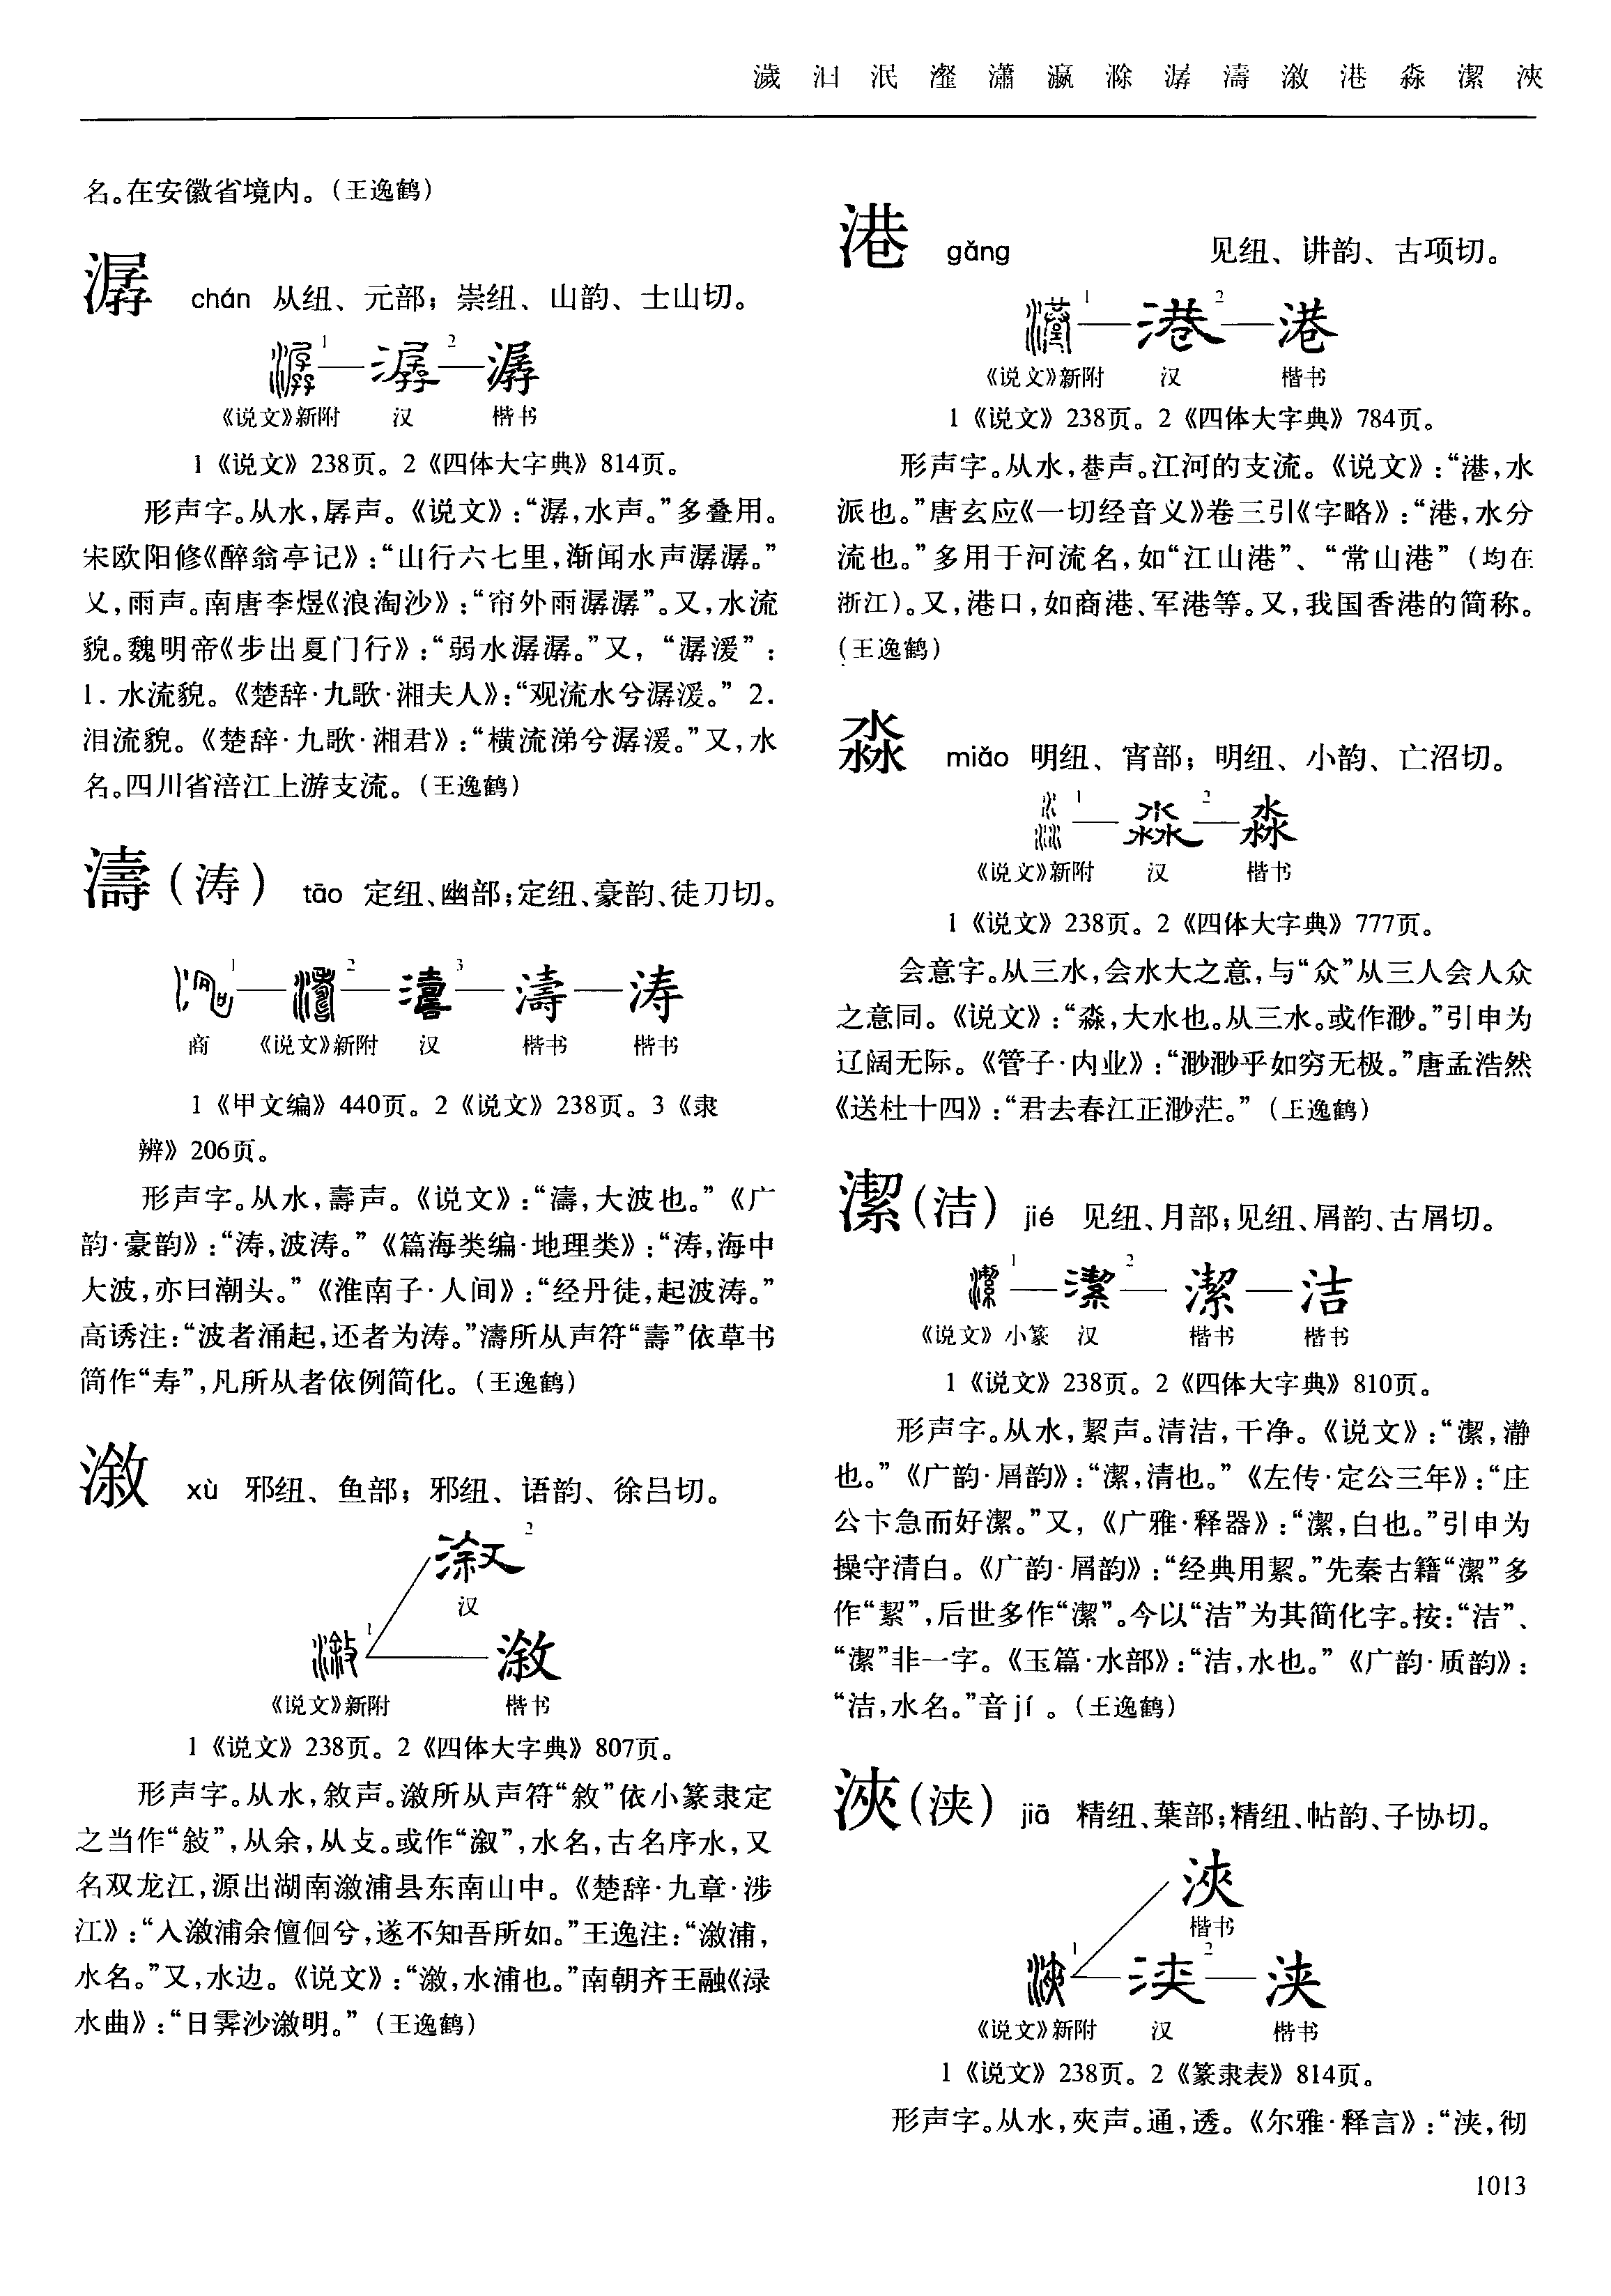 濊 汨 泯 瀣 瀟 瀛 滁 潺 濤 漵 港 淼 潔 浹
名。在安徽省境内。(王逸鹤)
潺 chán 从纽、元部；崇纽、山韵、士山切。
1 2
潺
《说文》新附 汉 楷书
1《说文》238页。2《四体大字典》814页。
形声字。从水,孱声。《说文》:“潺,水声。”多叠用。
宋欧阳修《醉翁亭记》:“山行六七里,渐闻水声潺潺。”
又,雨声。南唐李煜《浪淘沙》:“帘外雨潺潺”。又,水流
貌。魏明帝《步出夏门行》:“弱水潺潺。”又,“潺湲”:
1. 水流貌。《楚辞·九歌·湘夫人》:“观流水兮潺湲。” 2.
泪流貌。《楚辞·九歌·湘君》:“横流涕兮潺湲。”又,水
名。四川省涪江上游支流。(王逸鹤)
濤(涛) tāo 定纽、幽部;定纽、豪韵、徒刀切。
1 2 3
濤 涛
商 《说文》新附 汉 楷书 楷书
1《甲文编》440页。2《说文》238页。3《隶
辨》206页。
形声字。从水,壽声。《说文》:“濤,大波也。”《广
韵·豪韵》:“涛,波涛。”《篇海类编·地理类》:“涛,海中
大波,亦曰潮头。”《淮南子·人间》:“经丹徒,起波涛。”
高诱注:“波者涌起,还者为涛。”濤所从声符“壽”依草书
简作“寿”,凡所从者依例简化。(王逸鹤)
漵 xù 邪纽、鱼部；邪纽、语韵、徐吕切。
2
汉
1
漵
《说文》新附 楷书
1《说文》238页。2《四体大字典》807页。
形声字。从水,敘声。漵所从声符“敘”依小篆隶定
之当作“敍”,从余,从攴。或作“溆”,水名,古名序水,又
名双龙江,源出湖南漵浦县东南山中。《楚辞·九章·涉
江》:“入漵浦余儃佪兮,遂不知吾所如。”王逸注:“漵浦,
水名。”又,水边。《说文》:“漵,水浦也。”南朝齐王融《渌
水曲》:“日霁沙漵明。”(王逸鹤)
港 gǎng 见纽、讲韵、古项切。
1 2
港
《说文》新附 汉 楷书
1《说文》238页。2《四体大字典》784页。
形声字。从水,巷声。江河的支流。《说文》:“港,水
派也。”唐玄应《一切经音义》卷三引《字略》:“港,水分
流也。”多用于河流名,如“江山港”、“常山港”(均在
浙江)。又,港口,如商港、军港等。又,我国香港的简称。
(王逸鹤)
淼 miǎo 明纽、宵部；明纽、小韵、亡沼切。
1 2
淼
《说文》新附 汉 楷书
1《说文》238页。2《四体大字典》777页。
会意字。从三水,会水大之意,与“众”从三人会人众
之意同。《说文》:“淼,大水也。从三水。或作渺。”引申为
辽阔无际。《管子·内业》:“渺渺乎如穷无极。”唐孟浩然
《送杜十四》:“君去春江正渺茫。”(王逸鹤)
潔(洁) jié 见纽、月部;见纽、屑韵、古屑切。
1 2
潔 洁
《说文》小篆 汉 楷书 楷书
1《说文》238页。2《四体大字典》810页。
形声字。从水,絜声。清洁,干净。《说文》:“潔,瀞
也。”《广韵·屑韵》:“潔,清也。”《左传·定公三年》:“庄
公卞急而好潔。”又,《广雅·释器》:“潔,白也。”引申为
操守清白。《广韵·屑韵》:“经典用絜。”先秦古籍“潔”多
作“絜”,后世多作“潔”。今以“洁”为其简化字。按:“洁”、
“潔”非一字。《玉篇·水部》:“洁,水也。”《广韵·质韵》:
“洁,水名。”音jí。(王逸鹤)
浹(浃) jiā 精纽、葉部;精纽、帖韵、子协切。
浹
楷书
1 2
浃
《说文》新附 汉 楷书
1《说文》238页。2《篆隶表》814页。
形声字。从水,夾声。通,透。《尔雅·释言》:“浃,彻
1013